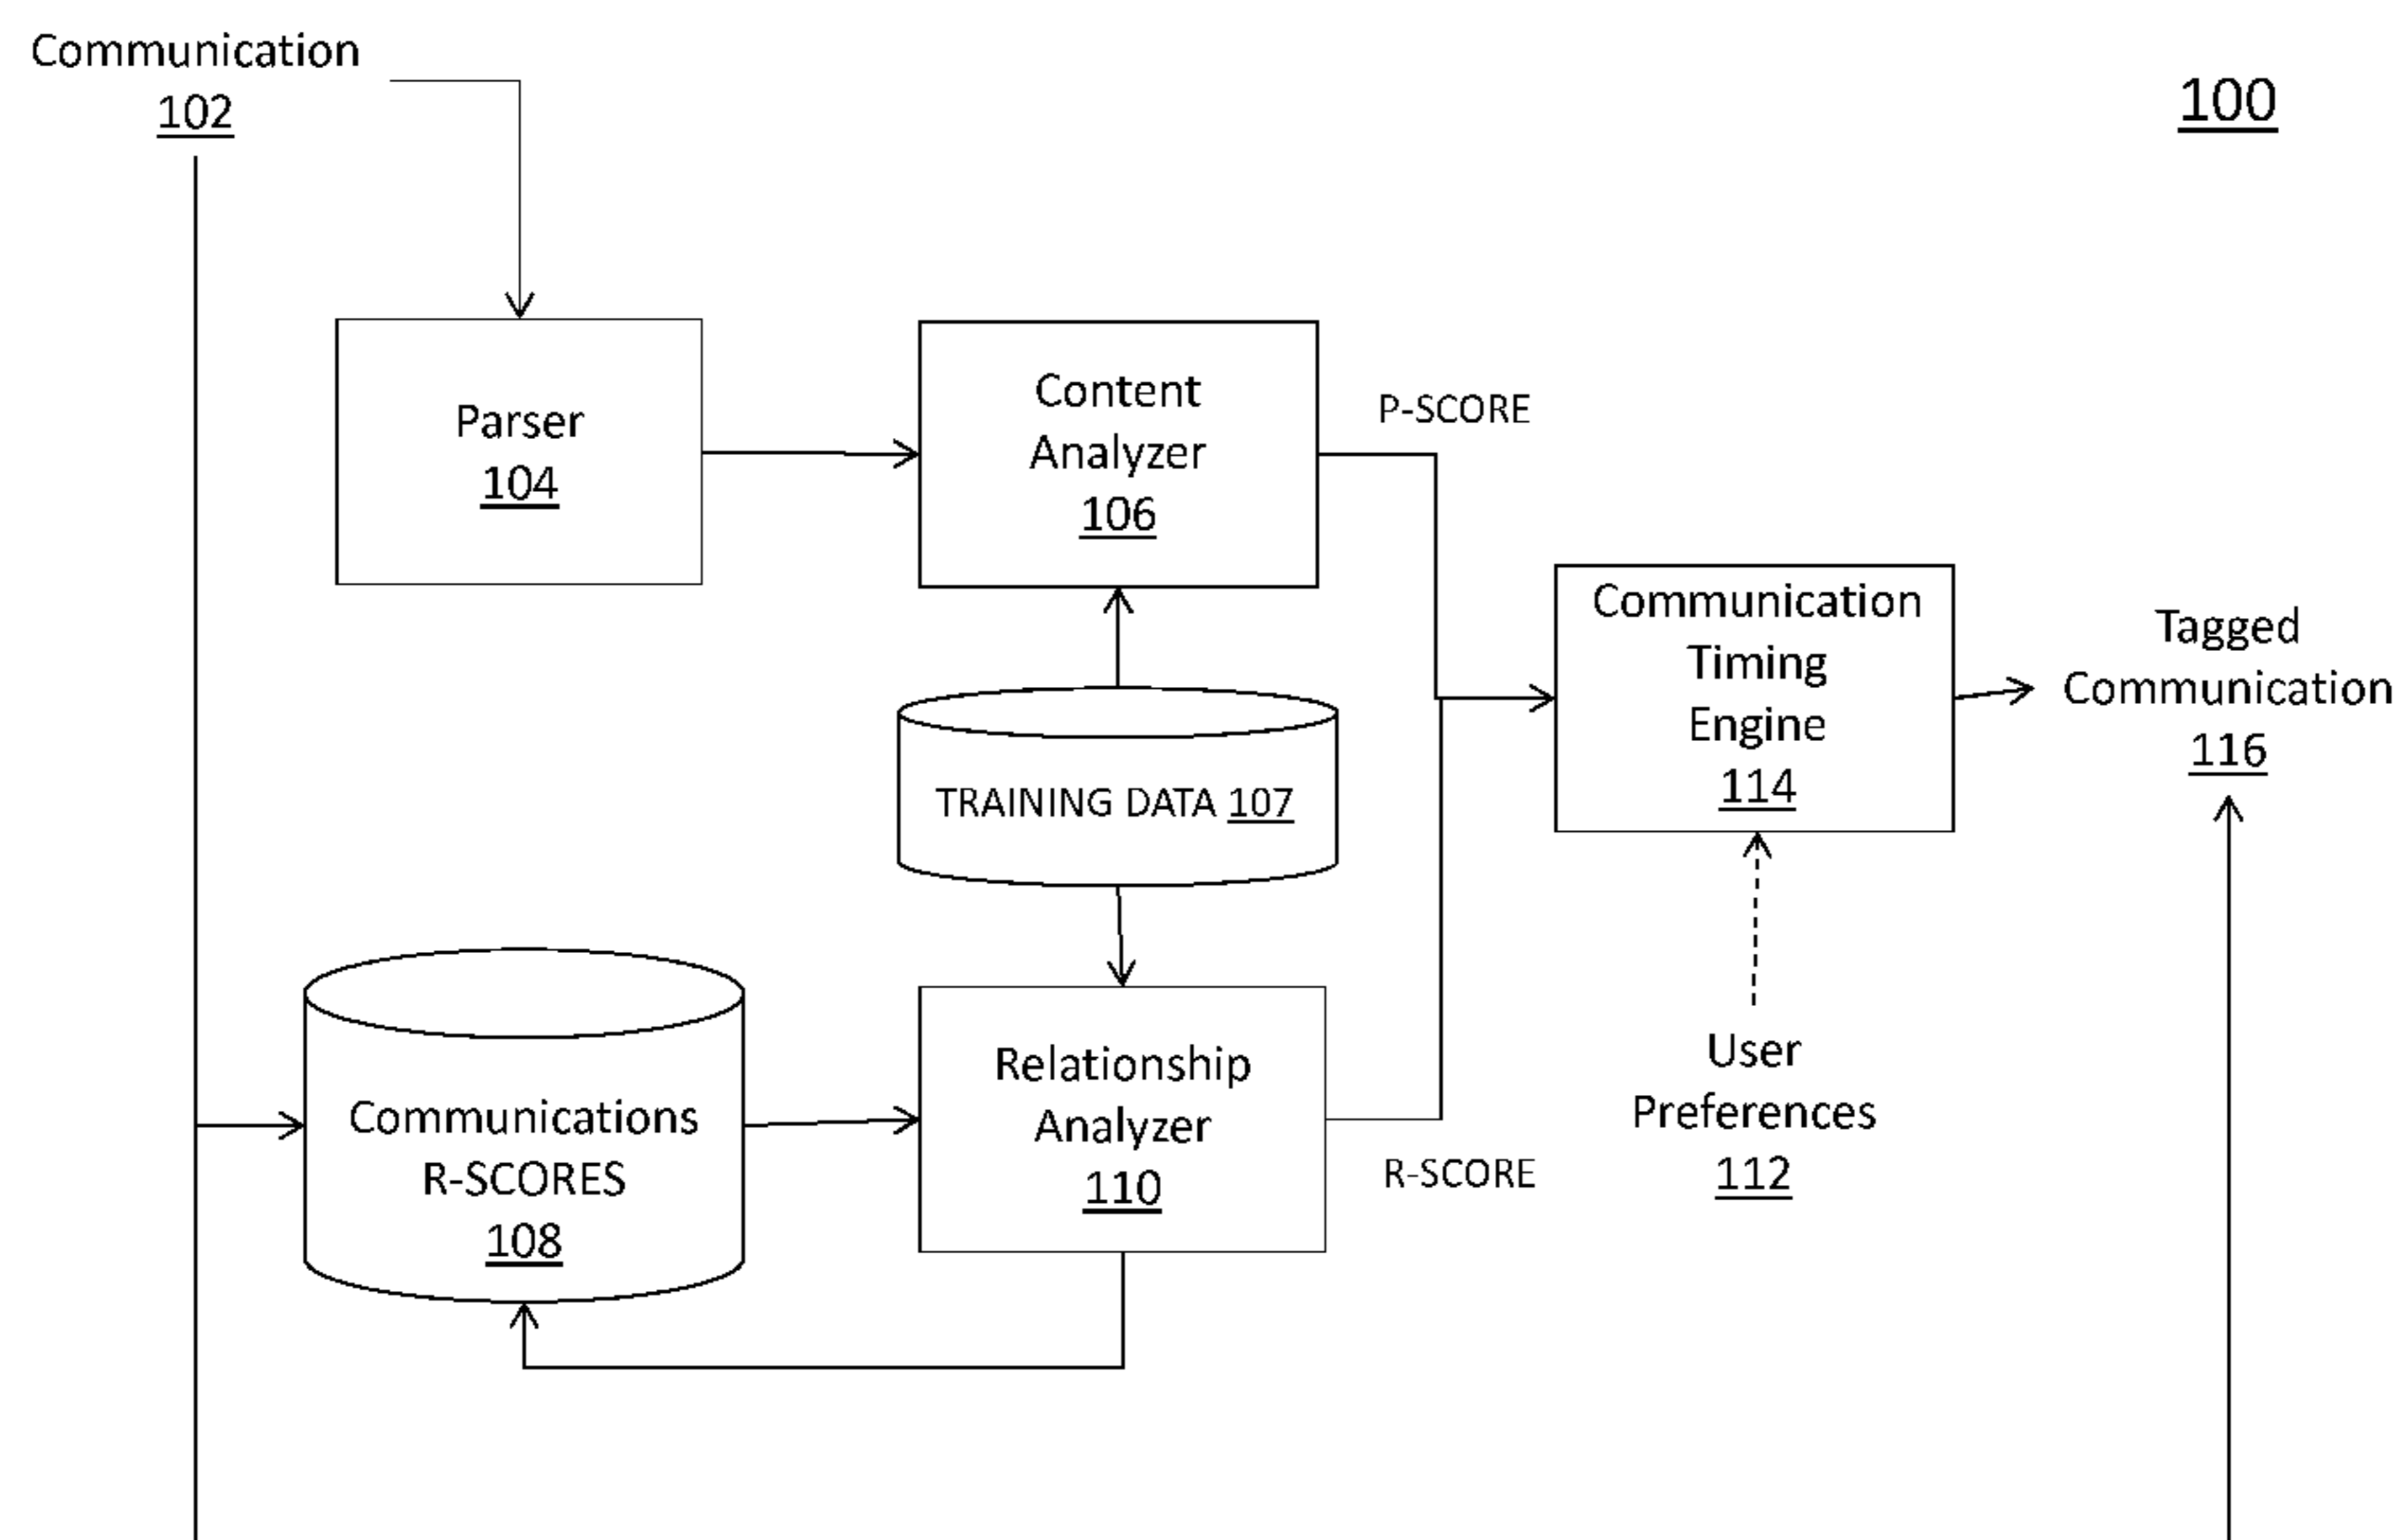 Communication
102
100
Parser
104
Content
Analyzer
106
P-SCORE
Communication
Timing
Engine
114
Tagged
Communication
116
TRAINING DATA 107
Communications
R-SCORES
108
Relationship
Analyzer
110
R-SCORE
User
Preferences
112